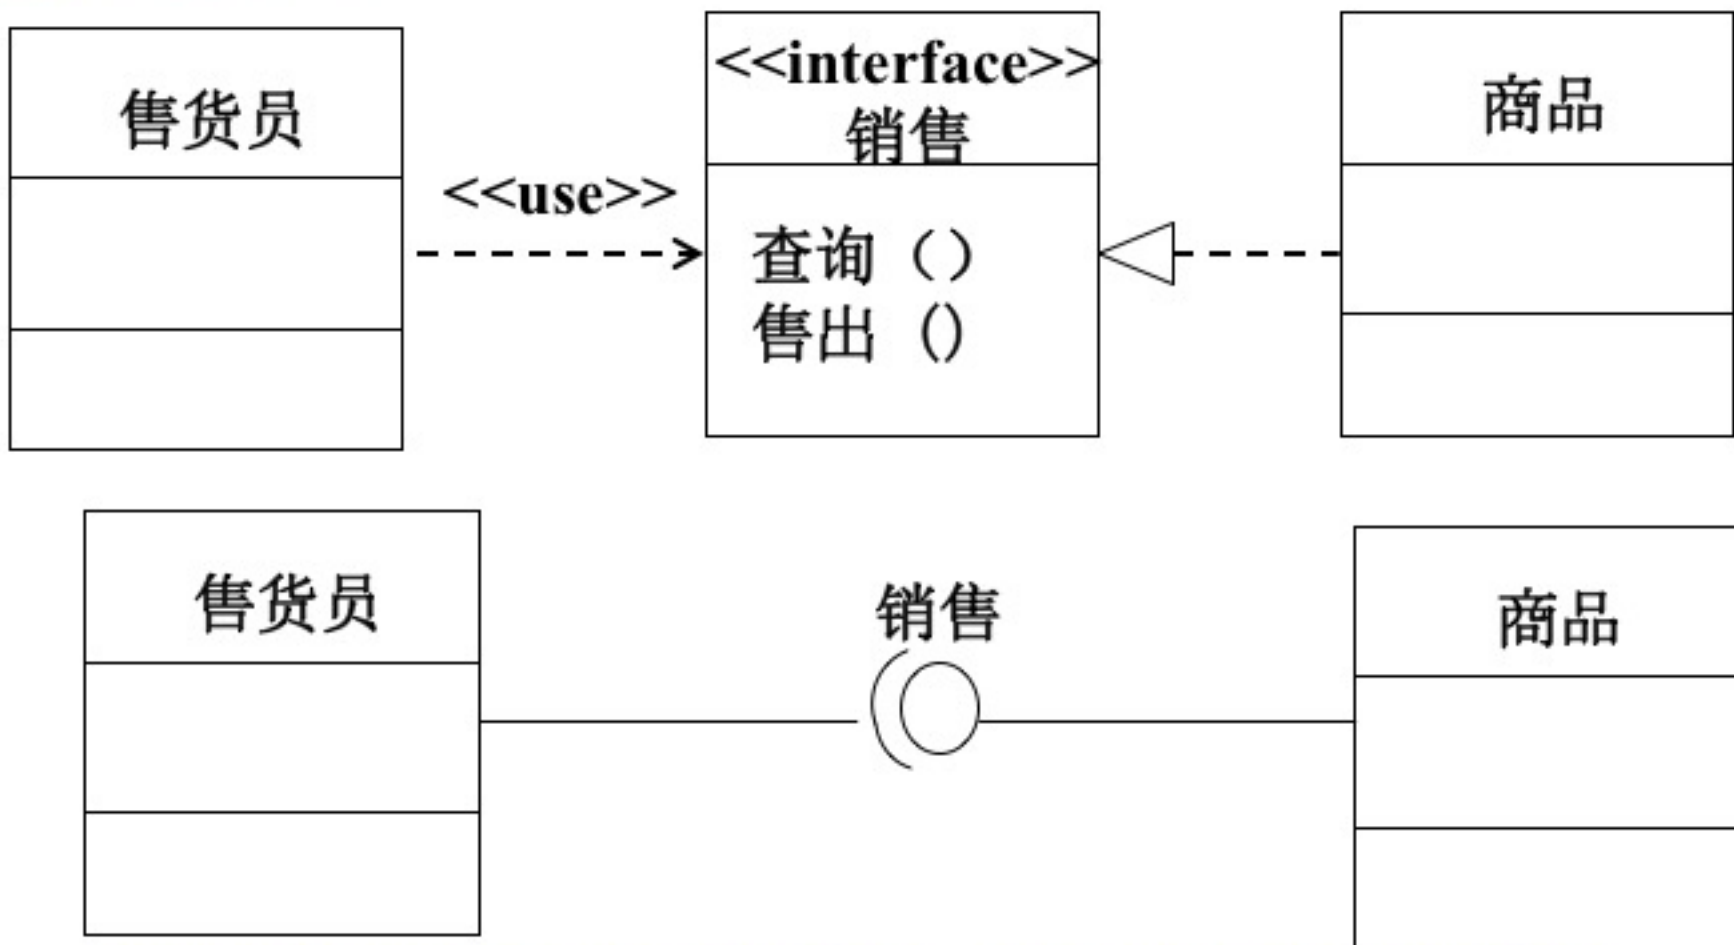 售货员
<<use>>
<<interface>>
销售
查询（）
售出 ()
商品
售货员
销售
商品